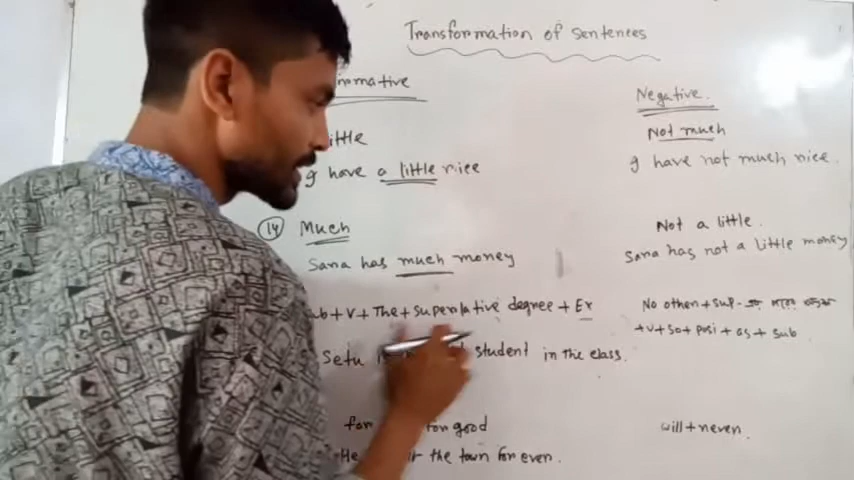 Transformation of sentences
Negative.
Not much
I have a little rice
I have not much rice.
14 Much
Not a little.
Sana has much money
Sana has not a little money
+V+The+superlative degree + Ex
No other+sup-
+v+so+posi+as+sub
Setu student in the class.
for good
will+never.
He the town for ever.